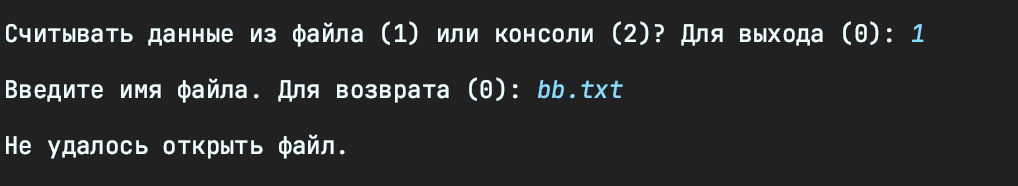 Считывать данные из файла (1) или консоли (2)? Для выхода (0): 1
Введите имя файла. Для возврата (0): bb.txt
Не удалось открыть файл.